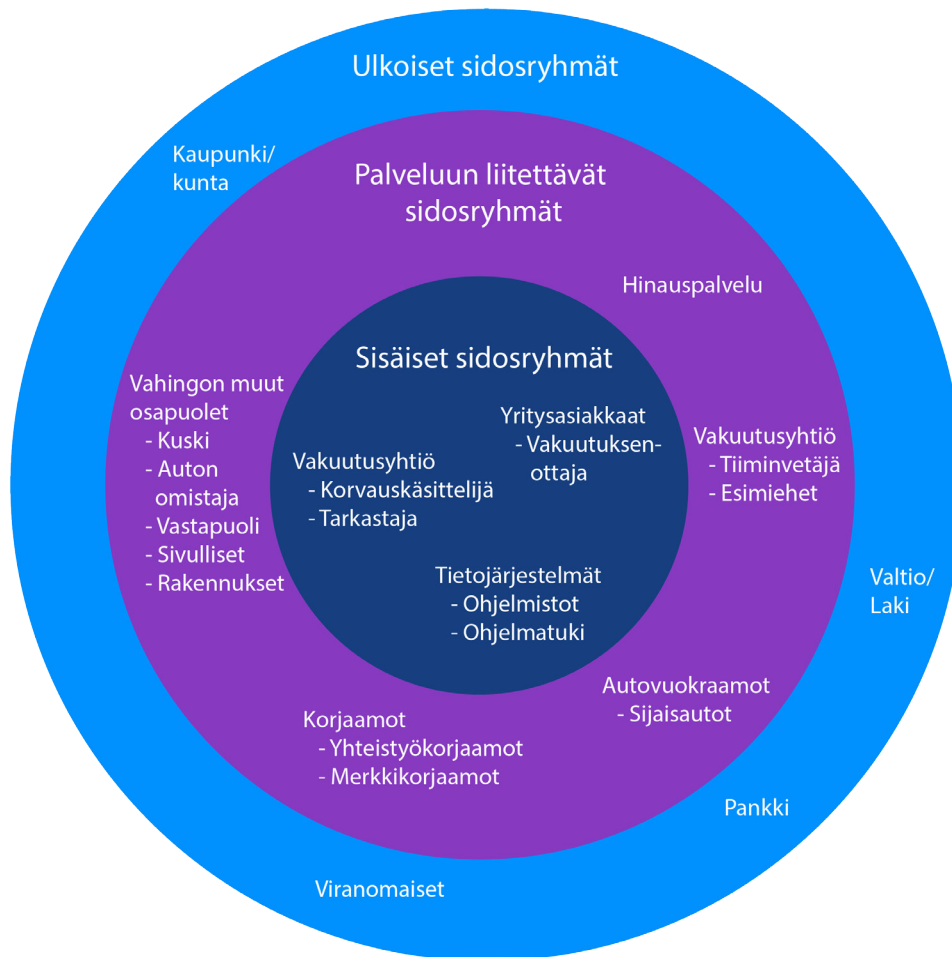 Ulkoiset sidosryhmät
Kaupunki/
kunta
Palveluun liitettävät
sidosryhmät
Hinauspalvelu
Sisäiset sidosryhmät
Vahingon muut
osapuolet
- Kuski
- Auton
omistaja
- Vastapuoli
- Sivulliset
- Rakennukset
Yritysasiakkaat
- Vakuutuksen-
ottaja
Vakuutusyhtiö
- Korvauskäsittelijä
- Tarkastaja
Vakuutusyhtiö
- Tiiminvetäjä
- Esimiehet
Tietojärjestelmät
- Ohjelmistot
- Ohjelmatuki
Valtio/
Laki
Autovuokraamot
- Sijaisautot
Korjaamot
- Yhteistyökorjaamot
- Merkkikorjaamot
Pankki
Viranomaiset